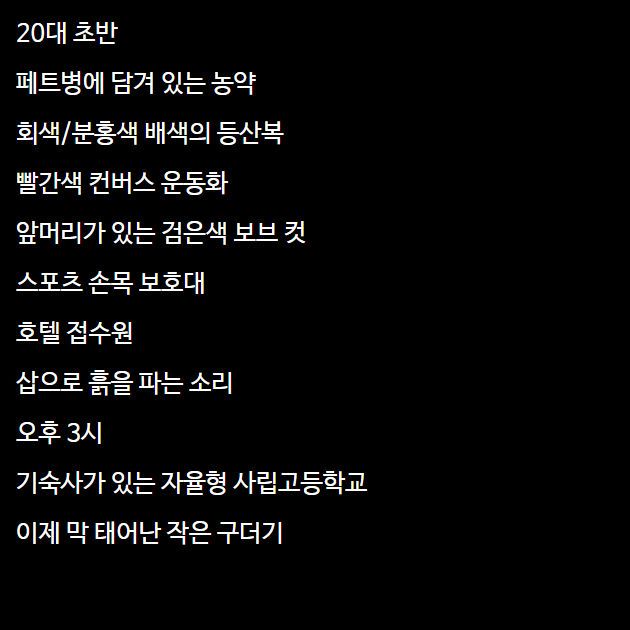 20대 초반
페트병에 담겨 있는 농약
회색/분홍색 배색의 등산복
빨간색 컨버스 운동화
앞머리가 있는 검은색 보브 컷
스포츠 손목 보호대
호텔 접수원
삽으로 흙을 파는 소리
오후 3시
기숙사가 있는 자율형 사립고등학교
이제 막 태어난 작은 구더기